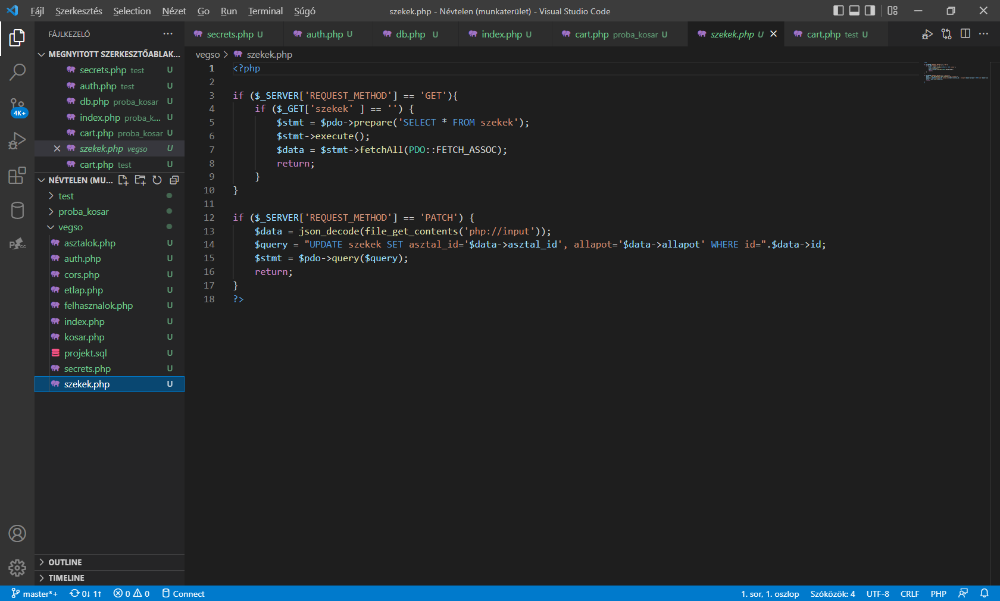 Fájl Szerkesztés Selection Nézet Go Run Terminal Súgó
szekek.php - Névtelen (munkaterület) - Visual Studio Code
FÁJLKEZELŐ
secrets.php U auth.php U db.php U index.php U cart.php proba_kosar U szekek.php U cart.php test U
MEGNYITOTT SZERKESZTŐABLAK...
secrets.php test U
auth.php test U
db.php proba_kosar U
index.php proba_k... U
cart.php proba_kosar U
szekek.php vegso U
cart.php test U
4K+
NÉVTELEN (MU...
test
proba_kosar
vegso
asztalok.php U
auth.php U
cors.php U
etlap.php U
felhasznalok.php U
index.php U
kosar.php U
projekt.sql U
secrets.php U
szekek.php U
OUTLINE
TIMELINE
vegso > szekek.php
1 <?php
2
3 if ($_SERVER['REQUEST_METHOD'] == 'GET'){
4     if ($_GET['szekek' ] == '') {
5         $stmt = $pdo->prepare('SELECT * FROM szekek');
6         $stmt->execute();
7         $data = $stmt->fetchAll(PDO::FETCH_ASSOC);
8         return;
9     }
10 }
11
12 if ($_SERVER['REQUEST_METHOD'] == 'PATCH') {
13     $data = json_decode(file_get_contents('php://input'));
14     $query = "UPDATE szekek SET asztal_id='$data->asztal_id', allapot='$data->allapot' WHERE id=".$data->id;
15     $stmt = $pdo->query($query);
16     return;
17 }
18 ?>
master*+ 0↓ 1↑ 0 0 Connect
1. sor, 1. oszlop Szóközök: 4 UTF-8 CRLF PHP